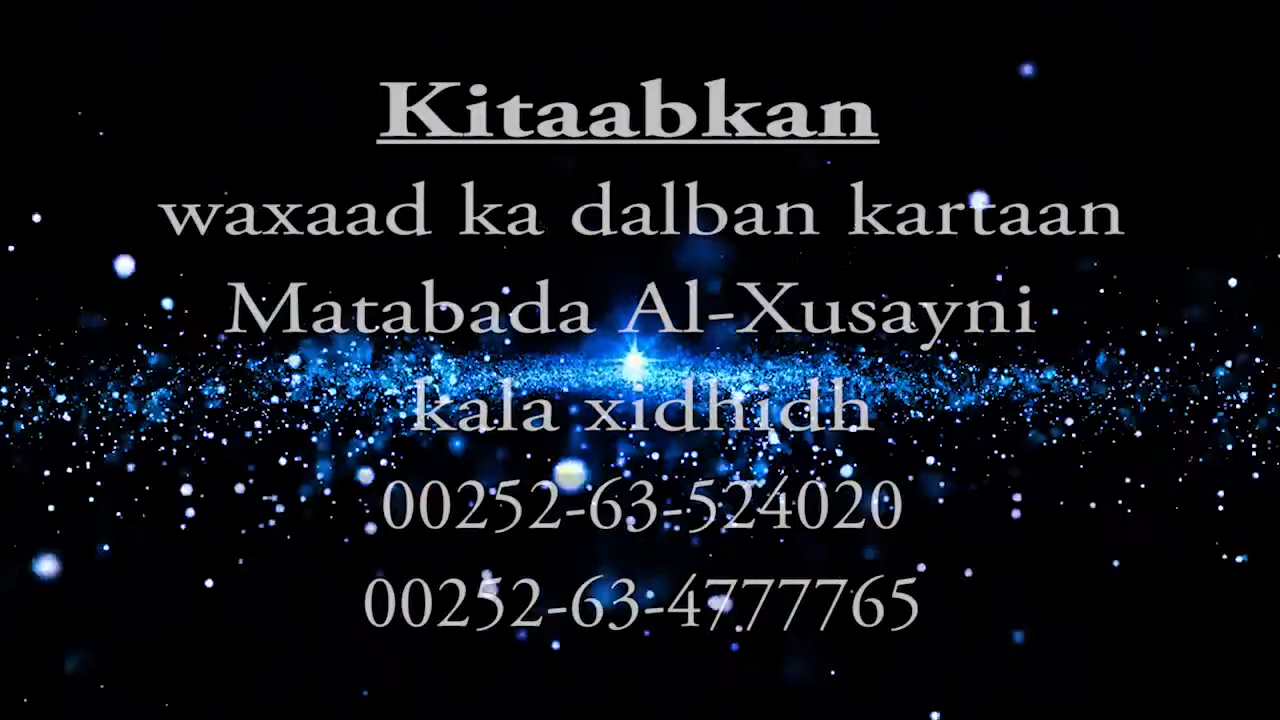 Kitaabkan
waxaad ka dalban kartaan
Matabada Al-Xusayni
kala xidhidh
00252-63-524020
00252-63-4777765